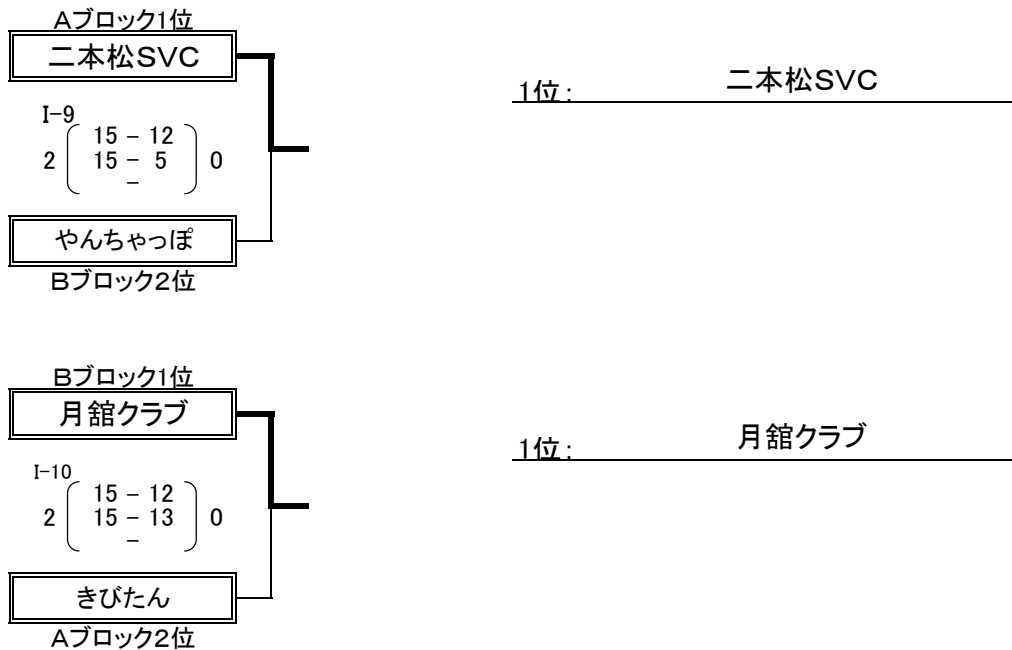 Aブロック1位
二本松SVC
1位: 二本松SVC
I-9
15 - 12
2 15 - 5 0
-
やんちゃっぽ
Bブロック2位
Bブロック1位
月舘クラブ
1位: 月舘クラブ
I-10
15 - 12
2 15 - 13 0
-
きびたん
Aブロック2位